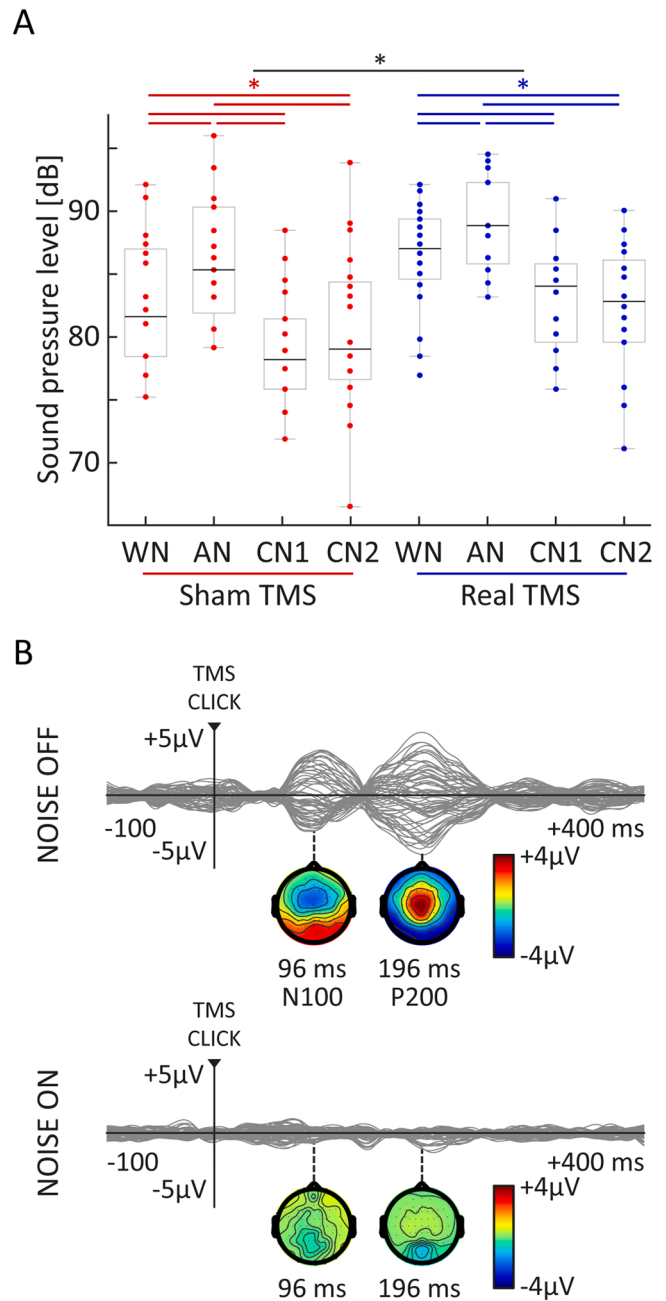 A
*
*
*
Sound pressure level [dB]
90
80
70
WN AN CN1 CN2 WN AN CN1 CN2
Sham TMS Real TMS
B
TMS
CLICK
NOISE OFF
+5µV
-100
+400 ms
-5µV
+4µV
-4µV
96 ms 196 ms
N100 P200
TMS
CLICK
NOISE ON
+5µV
-100
+400 ms
-5µV
+4µV
-4µV
96 ms 196 ms